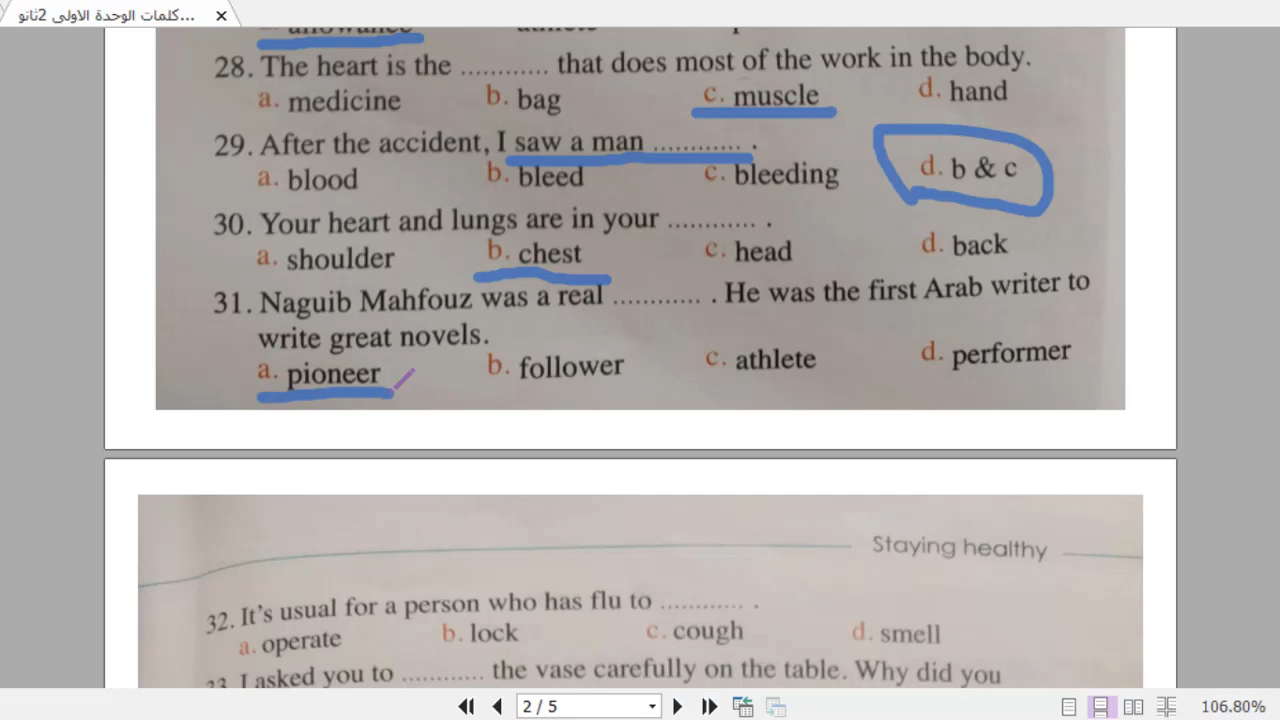 كلمات الوحدة الاولى 2ثانو...
allowance
28. The heart is the ............ that does most of the work in the body.
a. medicine b. bag c. muscle d. hand
29. After the accident, I saw a man ............ .
a. blood b. bleed c. bleeding d. b & c
30. Your heart and lungs are in your ............ .
a. shoulder b. chest c. head d. back
31. Naguib Mahfouz was a real ............ . He was the first Arab writer to
write great novels.
a. pioneer b. follower c. athlete d. performer
Staying healthy
32. It's usual for a person who has flu to ............ .
a. operate b. lock c. cough d. smell
33. I asked you to ............ the vase carefully on the table. Why did you
2 / 5
106.80%